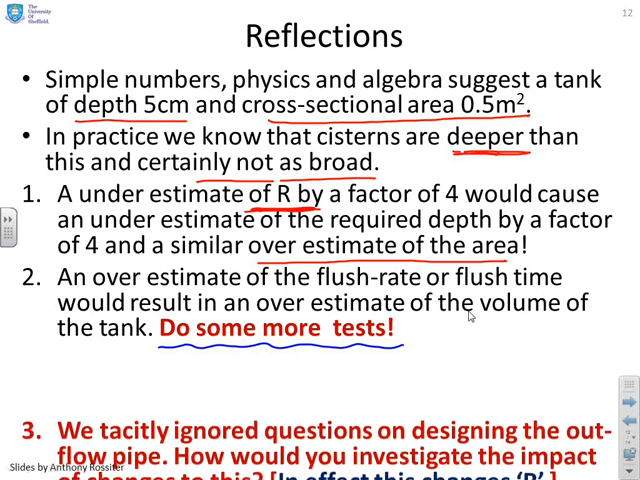 The
University
Of
Sheffield.
12
Reflections
• Simple numbers, physics and algebra suggest a tank
of depth 5cm and cross-sectional area 0.5m².
• In practice we know that cisterns are deeper than
this and certainly not as broad.
1. A under estimate of R by a factor of 4 would cause
an under estimate of the required depth by a factor
of 4 and a similar over estimate of the area!
2. An over estimate of the flush-rate or flush time
would result in an over estimate of the volume of
the tank. Do some more tests!
3. We tacitly ignored questions on designing the out-
flow pipe. How would you investigate the impact
of changes to this? [In effect this changes ‘R’.]
Slides by Anthony Rossiter